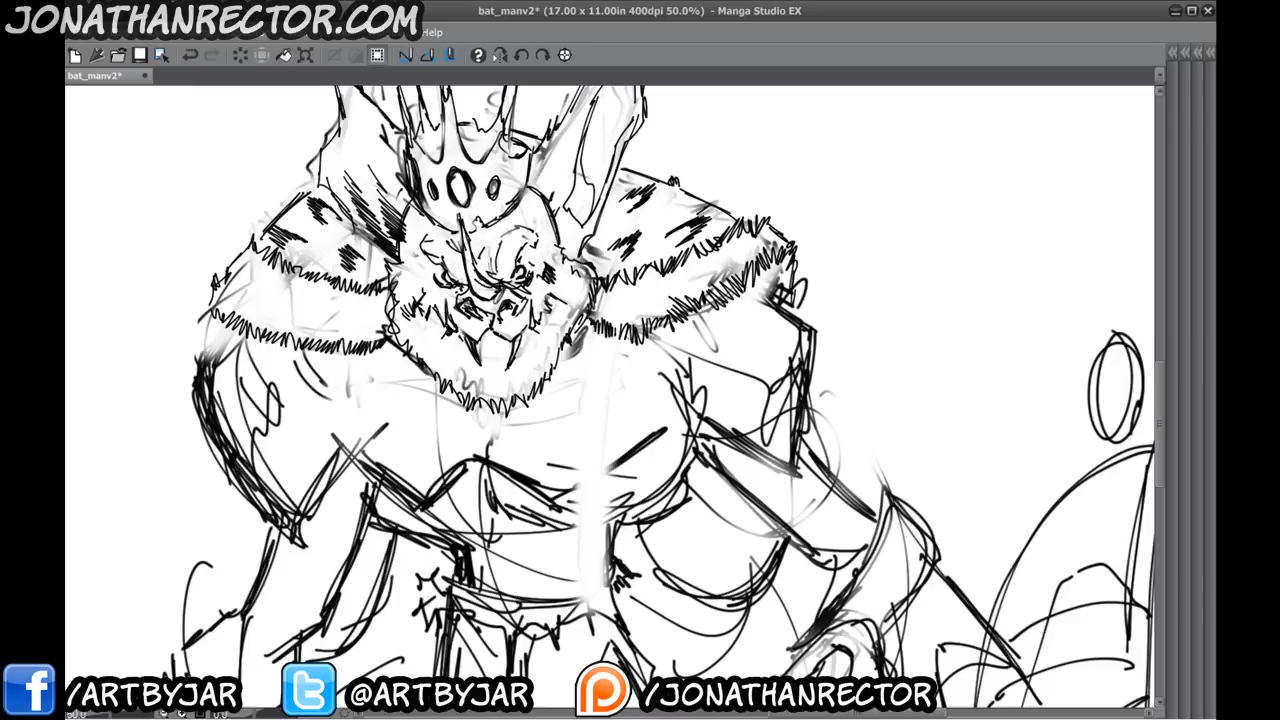 JONATHANRECTOR.COM
bat_manv2* (17.00 x 11.00in 400dpi 50.0%) - Manga Studio EX
Help
bat_manv2*
/ARTBYJAR
@ARTBYJAR
/JONATHANRECTOR